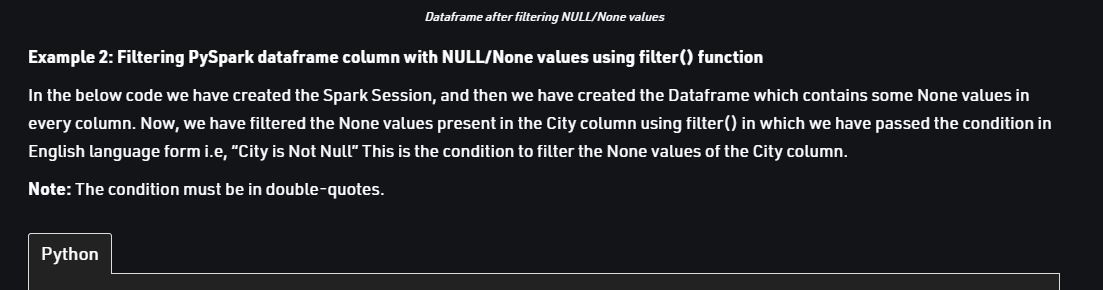 Dataframe after filtering NULL/None values
Example 2: Filtering PySpark dataframe column with NULL/None values using filter() function
In the below code we have created the Spark Session, and then we have created the Dataframe which contains some None values in
every column. Now, we have filtered the None values present in the City column using filter() in which we have passed the condition in
English language form i.e, “City is Not Null” This is the condition to filter the None values of the City column.
Note: The condition must be in double-quotes.
Python